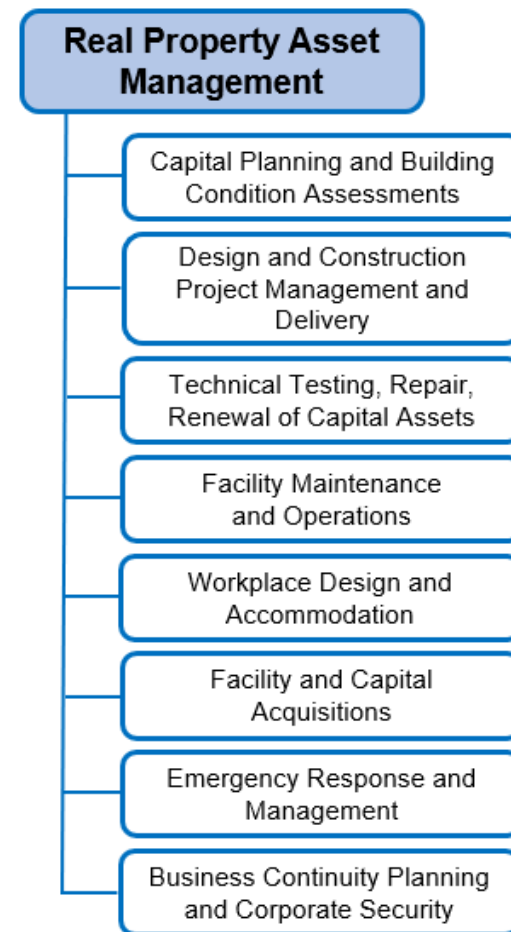 Real Property Asset
Management
Capital Planning and Building
Condition Assessments
Design and Construction
Project Management and
Delivery
Technical Testing, Repair,
Renewal of Capital Assets
Facility Maintenance
and Operations
Workplace Design and
Accommodation
Facility and Capital
Acquisitions
Emergency Response and
Management
Business Continuity Planning
and Corporate Security